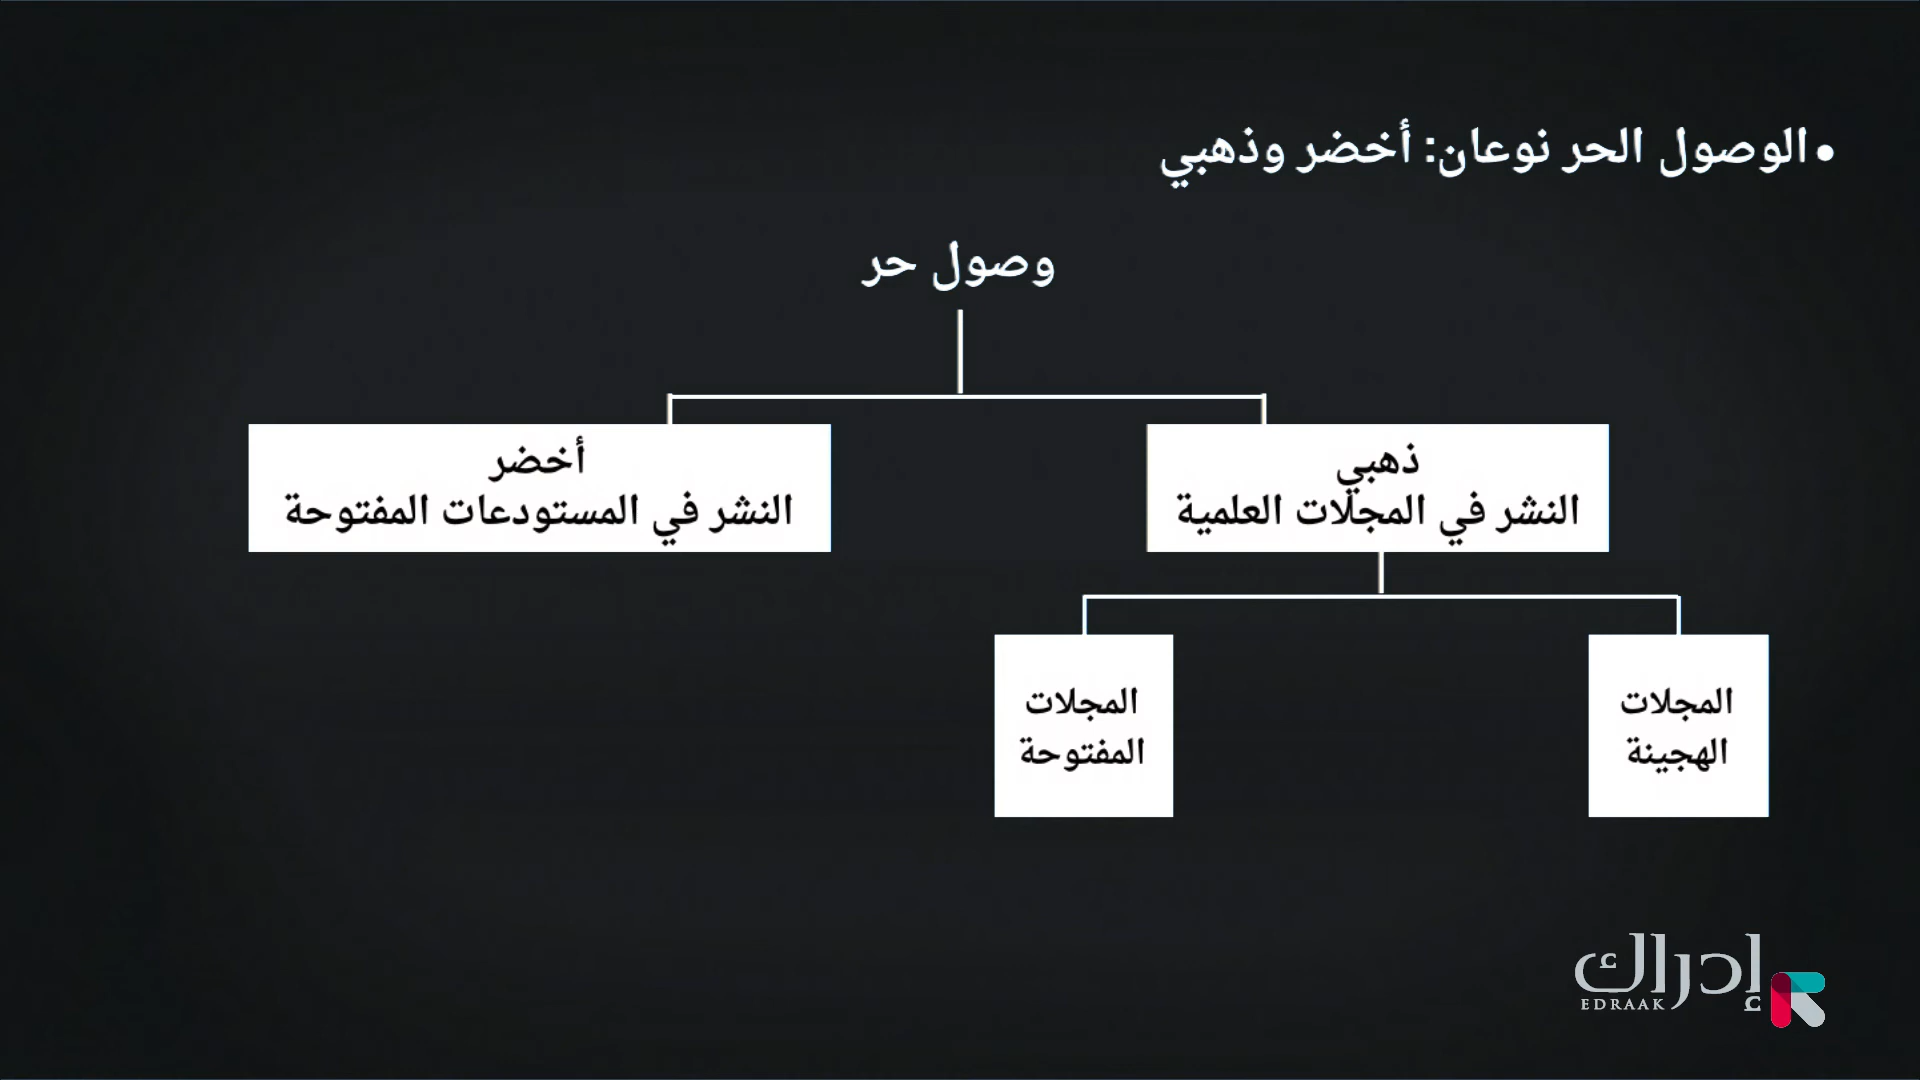 • الوصول الحر نوعان: أخضر وذهبي
وصول حر
ذهبي
النشر في المجلات العلمية
أخضر
النشر في المستودعات المفتوحة
المجلات
الهجينة
المجلات
المفتوحة
إدراك
EDRAAK